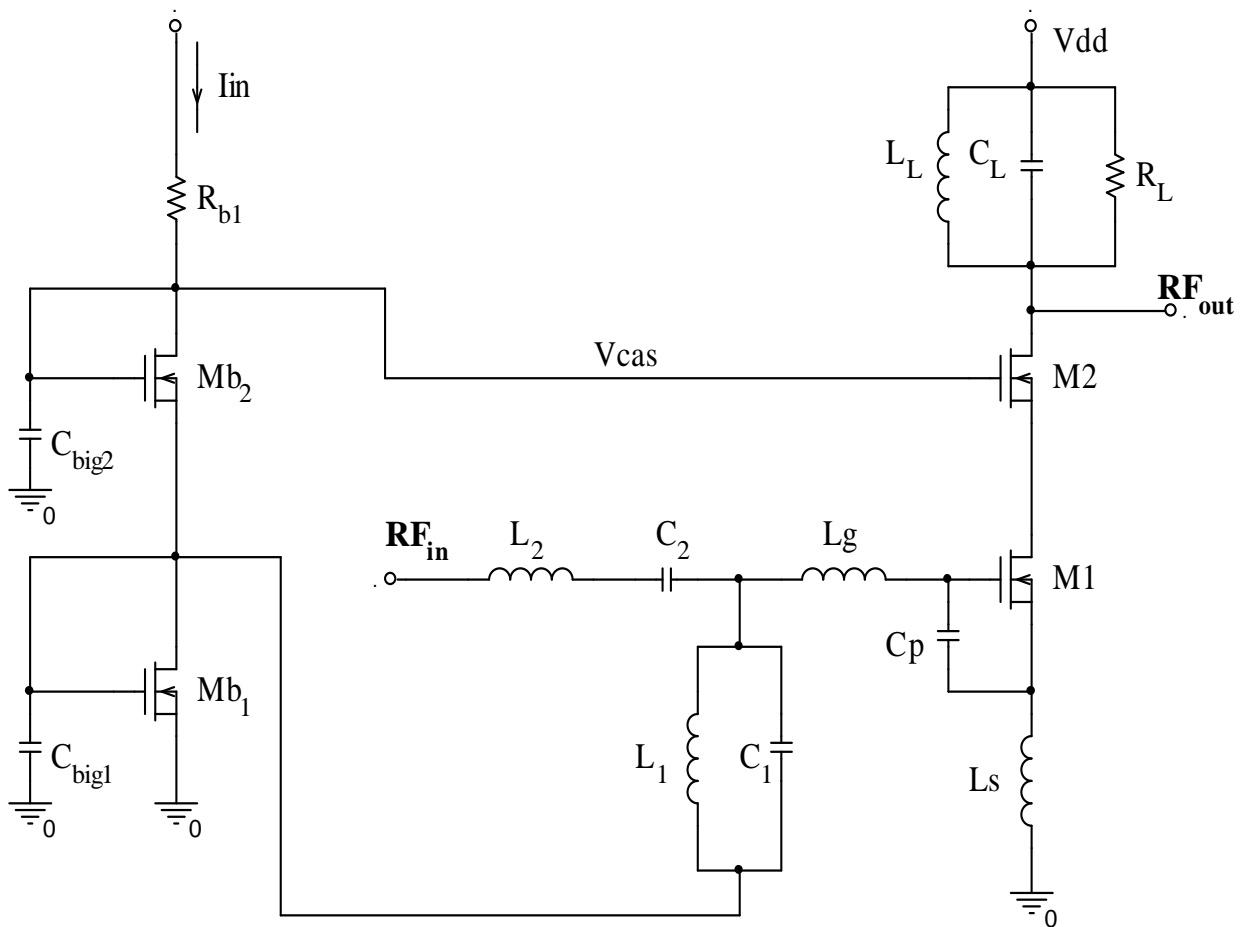 Vdd
Iin
L_L
C_L
R_L
R_b1
RF_out
Mb_2
Vcas
M2
C_big2
0
RF_in
L_2
C_2
Lg
M1
Cp
Mb_1
C_big1
L_1
C_1
Ls
0
0
0